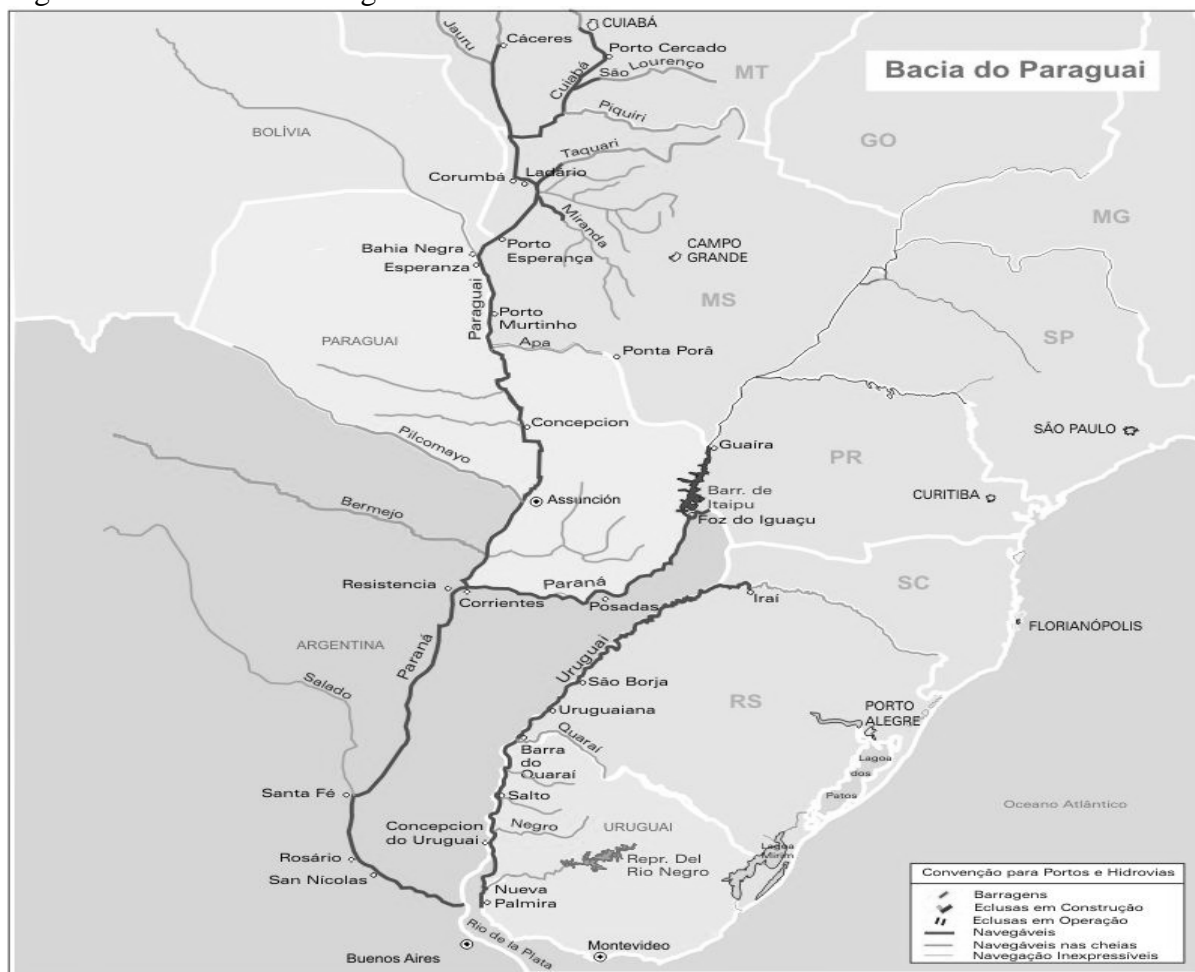 CUIABÁ
Cáceres
Jauru
Porto Cercado
São Lourenço
Cuiabá
MT
Bacia do Paraguai
Piquíri
BOLÍVIA
GO
Taquari
Corumbá
Ladário
MG
Miranda
Bahia Negra
Esperanza
Porto
Esperança
CAMPO
GRANDE
MS
Paraguai
Porto
Murtinho
PARAGUAI
Apa
Ponta Porã
SP
Concepcion
Pilcomayo
Guaíra
SÃO PAULO
PR
Assunción
Barr. de
Itaipu
CURITIBA
Bermejo
Foz do Iguaçu
Resistencia
Corrientes
Paraná
Posadas
Iraí
SC
FLORIANÓPOLIS
ARGENTINA
Paraná
Salado
Uruguai
São Borja
Uruguaiana
RS
PORTO
ALEGRE
Quaraí
Barra
do
Quaraí
Lagoa
dos
Patos
Santa Fé
Salto
Oceano Atlântico
Concepcion
do Uruguai
Negro
URUGUAI
Lagoa
Mirim
Rosário
San Nícolas
Repr. Del
Rio Negro
Nueva
Palmira
Rio de la Plata
Buenos Aires
Montevideo
Convenção para Portos e Hidrovias
Barragens
Eclusas em Construção
Eclusas em Operação
Navegáveis
Navegáveis nas cheias
Navegação Inexpressíveis